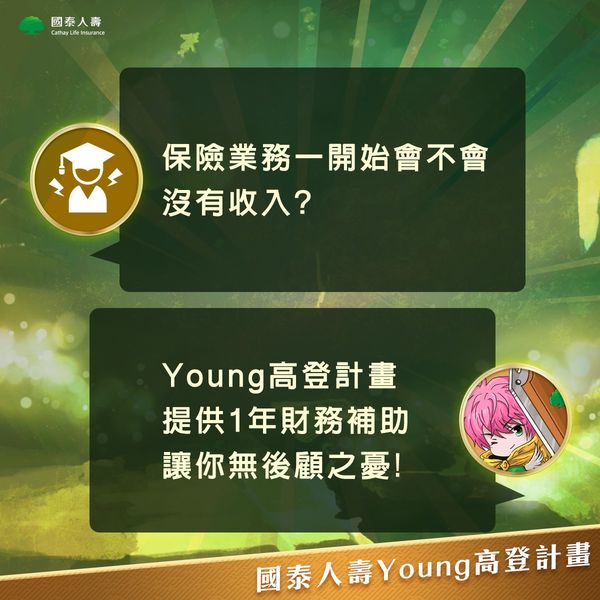 國泰人壽
Cathay Life Insurance
保險業務一開始會不會
沒有收入?
Young高登計畫
提供1年財務補助
讓你無後顧之憂!
國泰人壽Young高登計畫